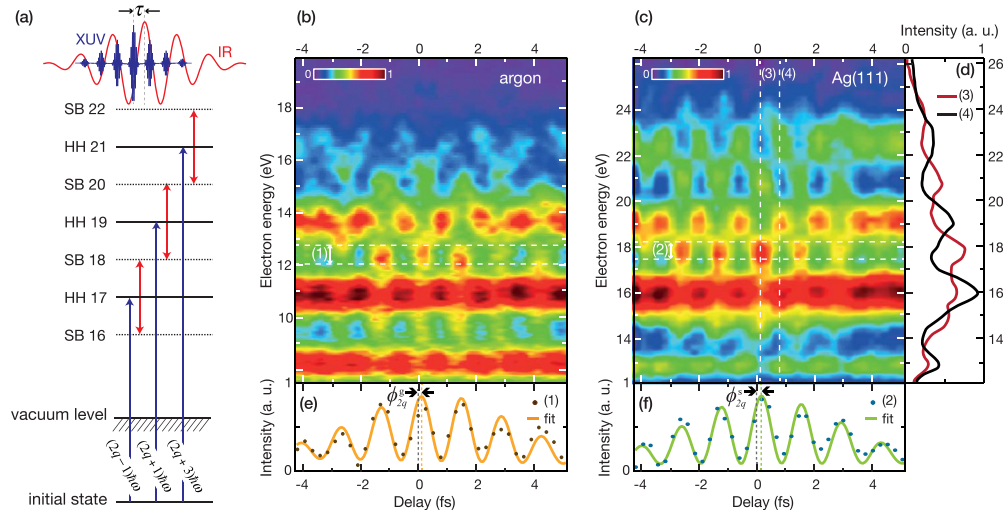 (a)
τ
XUV
IR
SB 22
HH 21
SB 20
HH 19
SB 18
HH 17
SB 16
vacuum level
(2q − 1)ħω
(2q + 1)ħω
(2q + 3)ħω
initial state
(b)
-4 -2 0 2 4
0 1
argon
Electron energy (eV)
18
16
14
12
10
(1)
(e)
ϕ^g_2q
(1)
fit
Intensity (a. u.)
1
0
-4 -2 0 2 4
Delay (fs)
(c)
-4 -2 0 2 4
0 1
(3) (4)
Ag(111)
Electron energy (eV)
24
22
20
18
16
14
(2)
(f)
ϕ^s_2q
(2)
fit
Intensity (a. u.)
1
0
-4 -2 0 2 4
Delay (fs)
Intensity (a. u.)
0 1
(d)
(3)
(4)
26
24
22
20
18
16
14